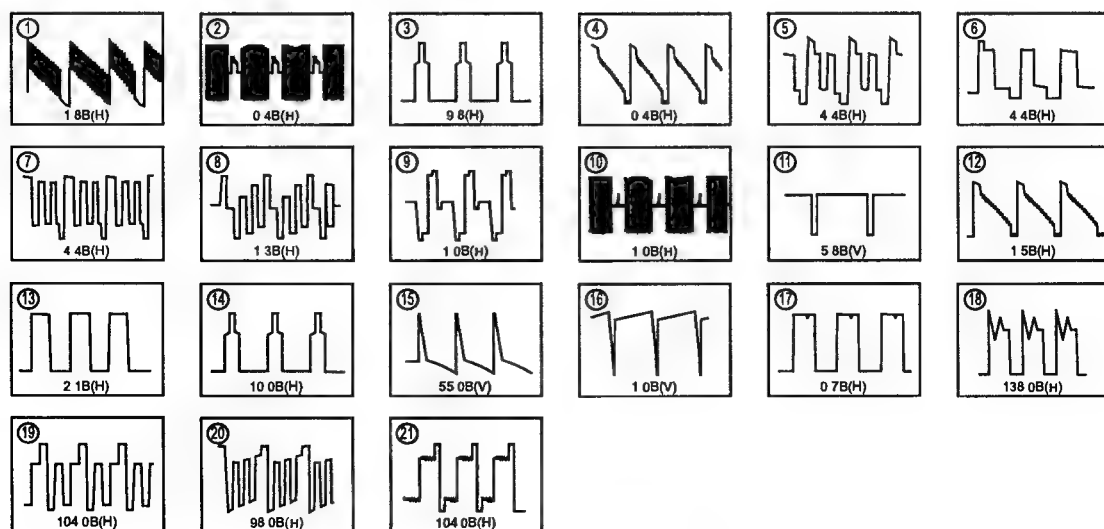 1
1 8B(H)
2
0 4B(H)
3
9 8(H)
4
0 4B(H)
5
4 4B(H)
6
4 4B(H)
7
4 4B(H)
8
1 3B(H)
9
1 0B(H)
10
1 0B(H)
11
5 8B(V)
12
1 5B(H)
13
2 1B(H)
14
10 0B(H)
15
55 0B(V)
16
1 0B(V)
17
0 7B(H)
18
138 0B(H)
19
104 0B(H)
20
98 0B(H)
21
104 0B(H)